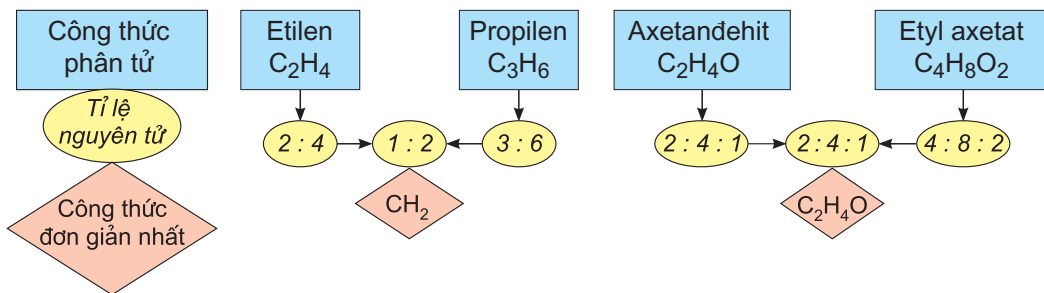 Công thức
phân tử
Tỉ lệ
nguyên tử
Công thức
đơn giản nhất
Etilen
C₂H₄
Propilen
C₃H₆
2 : 4
1 : 2
3 : 6
CH₂
Axetanđehit
C₂H₄O
Etyl axetat
C₄H₈O₂
2 : 4 : 1
2 : 4 : 1
4 : 8 : 2
C₂H₄O